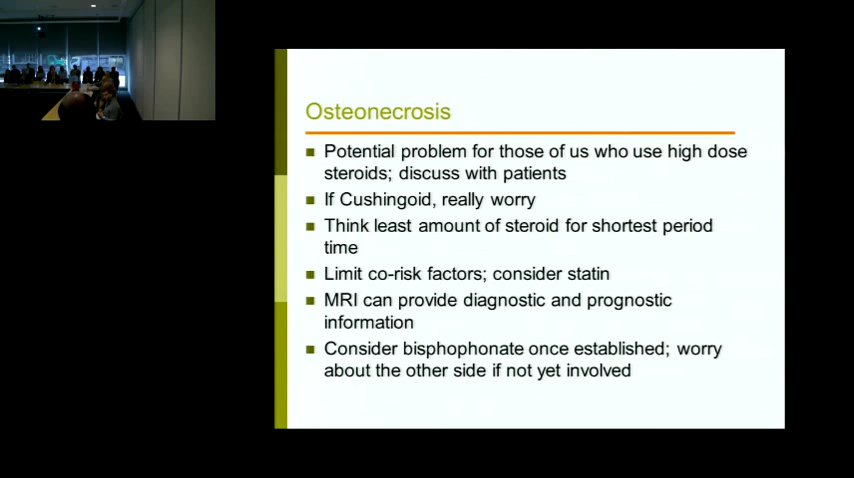 Osteonecrosis
Potential problem for those of us who use high dose
steroids; discuss with patients
If Cushingoid, really worry
Think least amount of steroid for shortest period
time
Limit co-risk factors; consider statin
MRI can provide diagnostic and prognostic
information
Consider bisphophonate once established; worry
about the other side if not yet involved